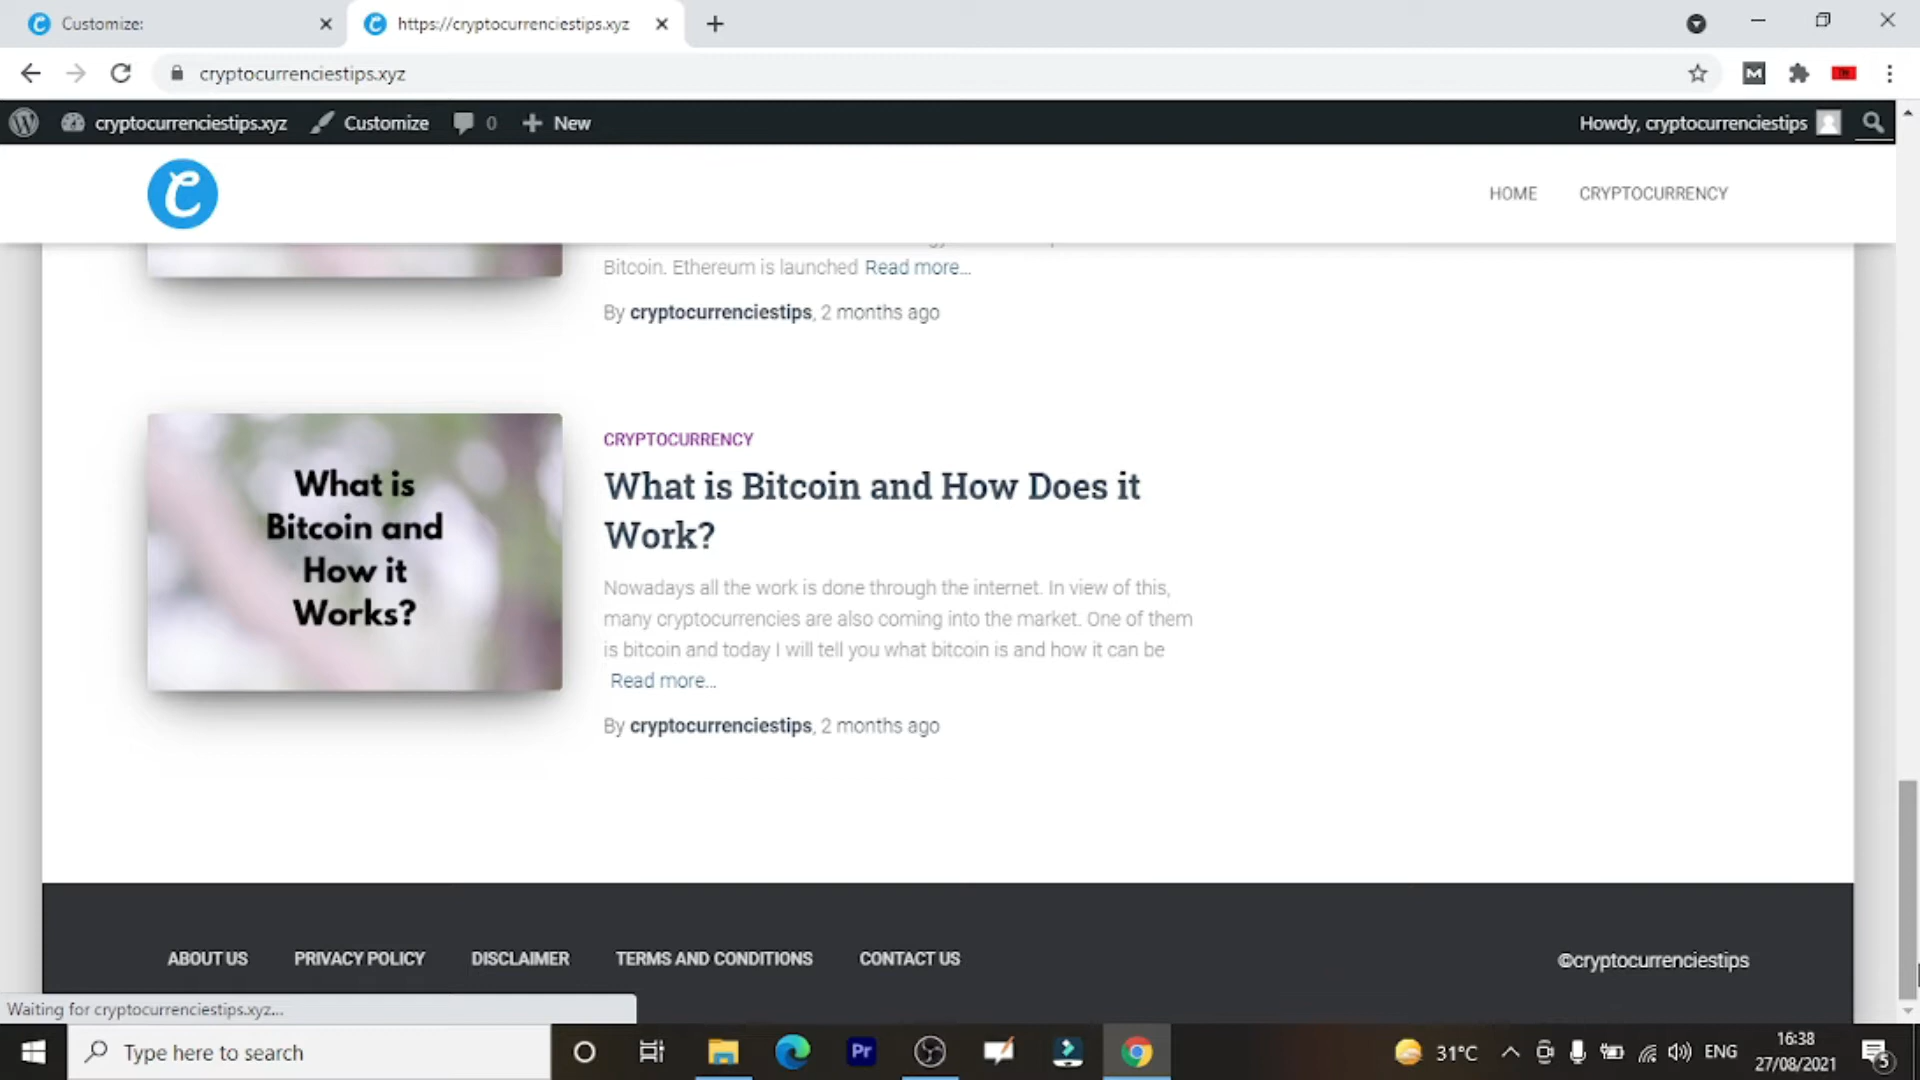 Customize:
https://cryptocurrenciestips.xyz
cryptocurrenciestips.xyz
cryptocurrenciestips.xyz Customize 0 New
Howdy, cryptocurrenciestips
C
HOME CRYPTOCURRENCY
Bitcoin. Ethereum is launched Read more…
By cryptocurrenciestips, 2 months ago
What is
Bitcoin and
How it
Works?
CRYPTOCURRENCY
What is Bitcoin and How Does it
Work?
Nowadays all the work is done through the internet. In view of this,
many cryptocurrencies are also coming into the market. One of them
is bitcoin and today I will tell you what bitcoin is and how it can be
Read more…
By cryptocurrenciestips, 2 months ago
ABOUT US PRIVACY POLICY DISCLAIMER TERMS AND CONDITIONS CONTACT US
©cryptocurrenciestips
Waiting for cryptocurrenciestips.xyz...
Type here to search
Pr
31°C
ENG
16:38
27/08/2021
5